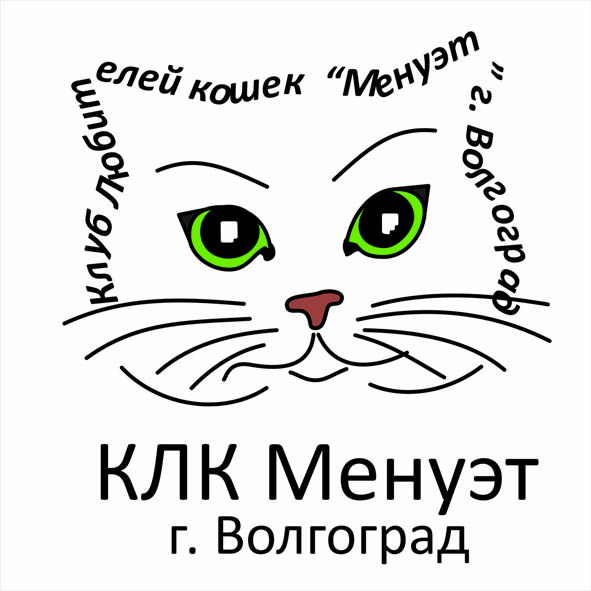 Клуб Любителей кошек “Менуэт” г. Волгоград
КЛК Менуэт
г. Волгоград